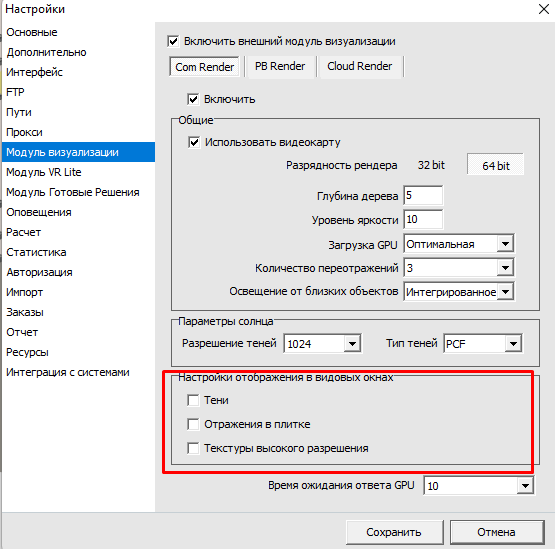 Настройки
Основные
Дополнительно
Интерфейс
FTP
Пути
Прокси
Модуль визуализации
Модуль VR Lite
Модуль Готовые Решения
Оповещения
Расчет
Статистика
Авторизация
Импорт
Заказы
Отчет
Ресурсы
Интеграция с системами
Включить внешний модуль визуализации
Com Render PB Render Cloud Render
Включить
Общие
Использовать видеокарту
Разрядность рендера 32 bit 64 bit
Глубина дерева 5
Уровень яркости 10
Загрузка GPU Оптимальная
Количество переотражений 3
Освещение от близких объектов Интегрированное
Параметры солнца
Разрешение теней 1024 Тип теней PCF
Настройки отображения в видовых окнах
Тени
Отражения в плитке
Текстуры высокого разрешения
Время ожидания ответа GPU 10
Сохранить Отмена